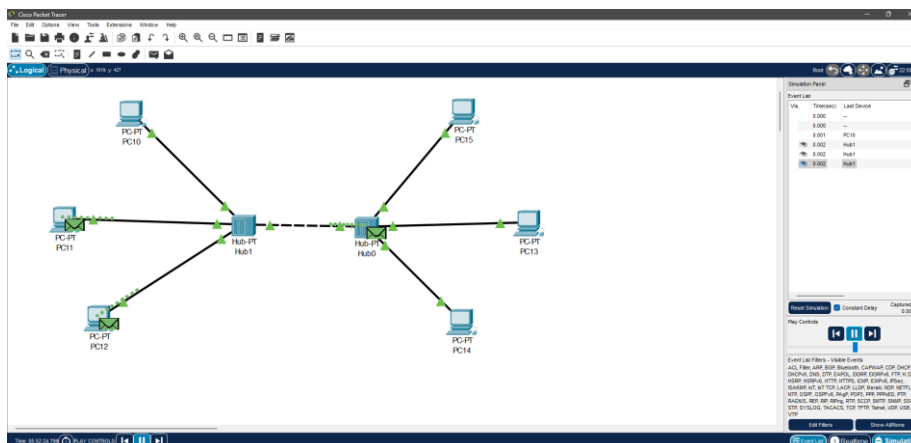 Cisco Packet Tracer
File Edit Options View Tools Extensions Window Help
Logical Physical x: 1019, y: 427
Root
Simulation Panel
Event List
Vis. Time(sec) Last Device
0.000 --
0.000 --
0.001 PC10
0.002 Hub1
0.002 Hub1
0.002 Hub1
PC-PT
PC10
PC-PT
PC15
PC-PT
PC11
Hub-PT
Hub1
Hub-PT
Hub0
PC-PT
PC13
PC-PT
PC12
PC-PT
PC14
Reset Simulation Constant Delay Captured
0.00
Play Controls
Event List Filters - Visible Events
ACL Filter, ARP, BGP, Bluetooth, CAPWAP, CDP, DHCP
DHCPv6, DNS, DTP, EAPOL, EIGRP, EIGRPv6, FTP, H.32
HSRP, HSRPv6, HTTP, HTTPS, ICMP, ICMPv6, IPSec,
ISAKMP, IoT, IoT TCP, LACP, LLDP, Meraki, NDP, NETFL
NTP, OSPF, OSPFv6, PAgP, POP3, PPP, PPPoED, PTP,
RADIUS, REP, RIP, RIPng, RTP, SCCP, SMTP, SNMP, SS
STP, SYSLOG, TACACS, TCP, TFTP, Telnet, UDP, USB,
VTP
Edit Filters Show All/None
Time: 05:52:24.799 PLAY CONTROLS: Event List Realtime Simulat